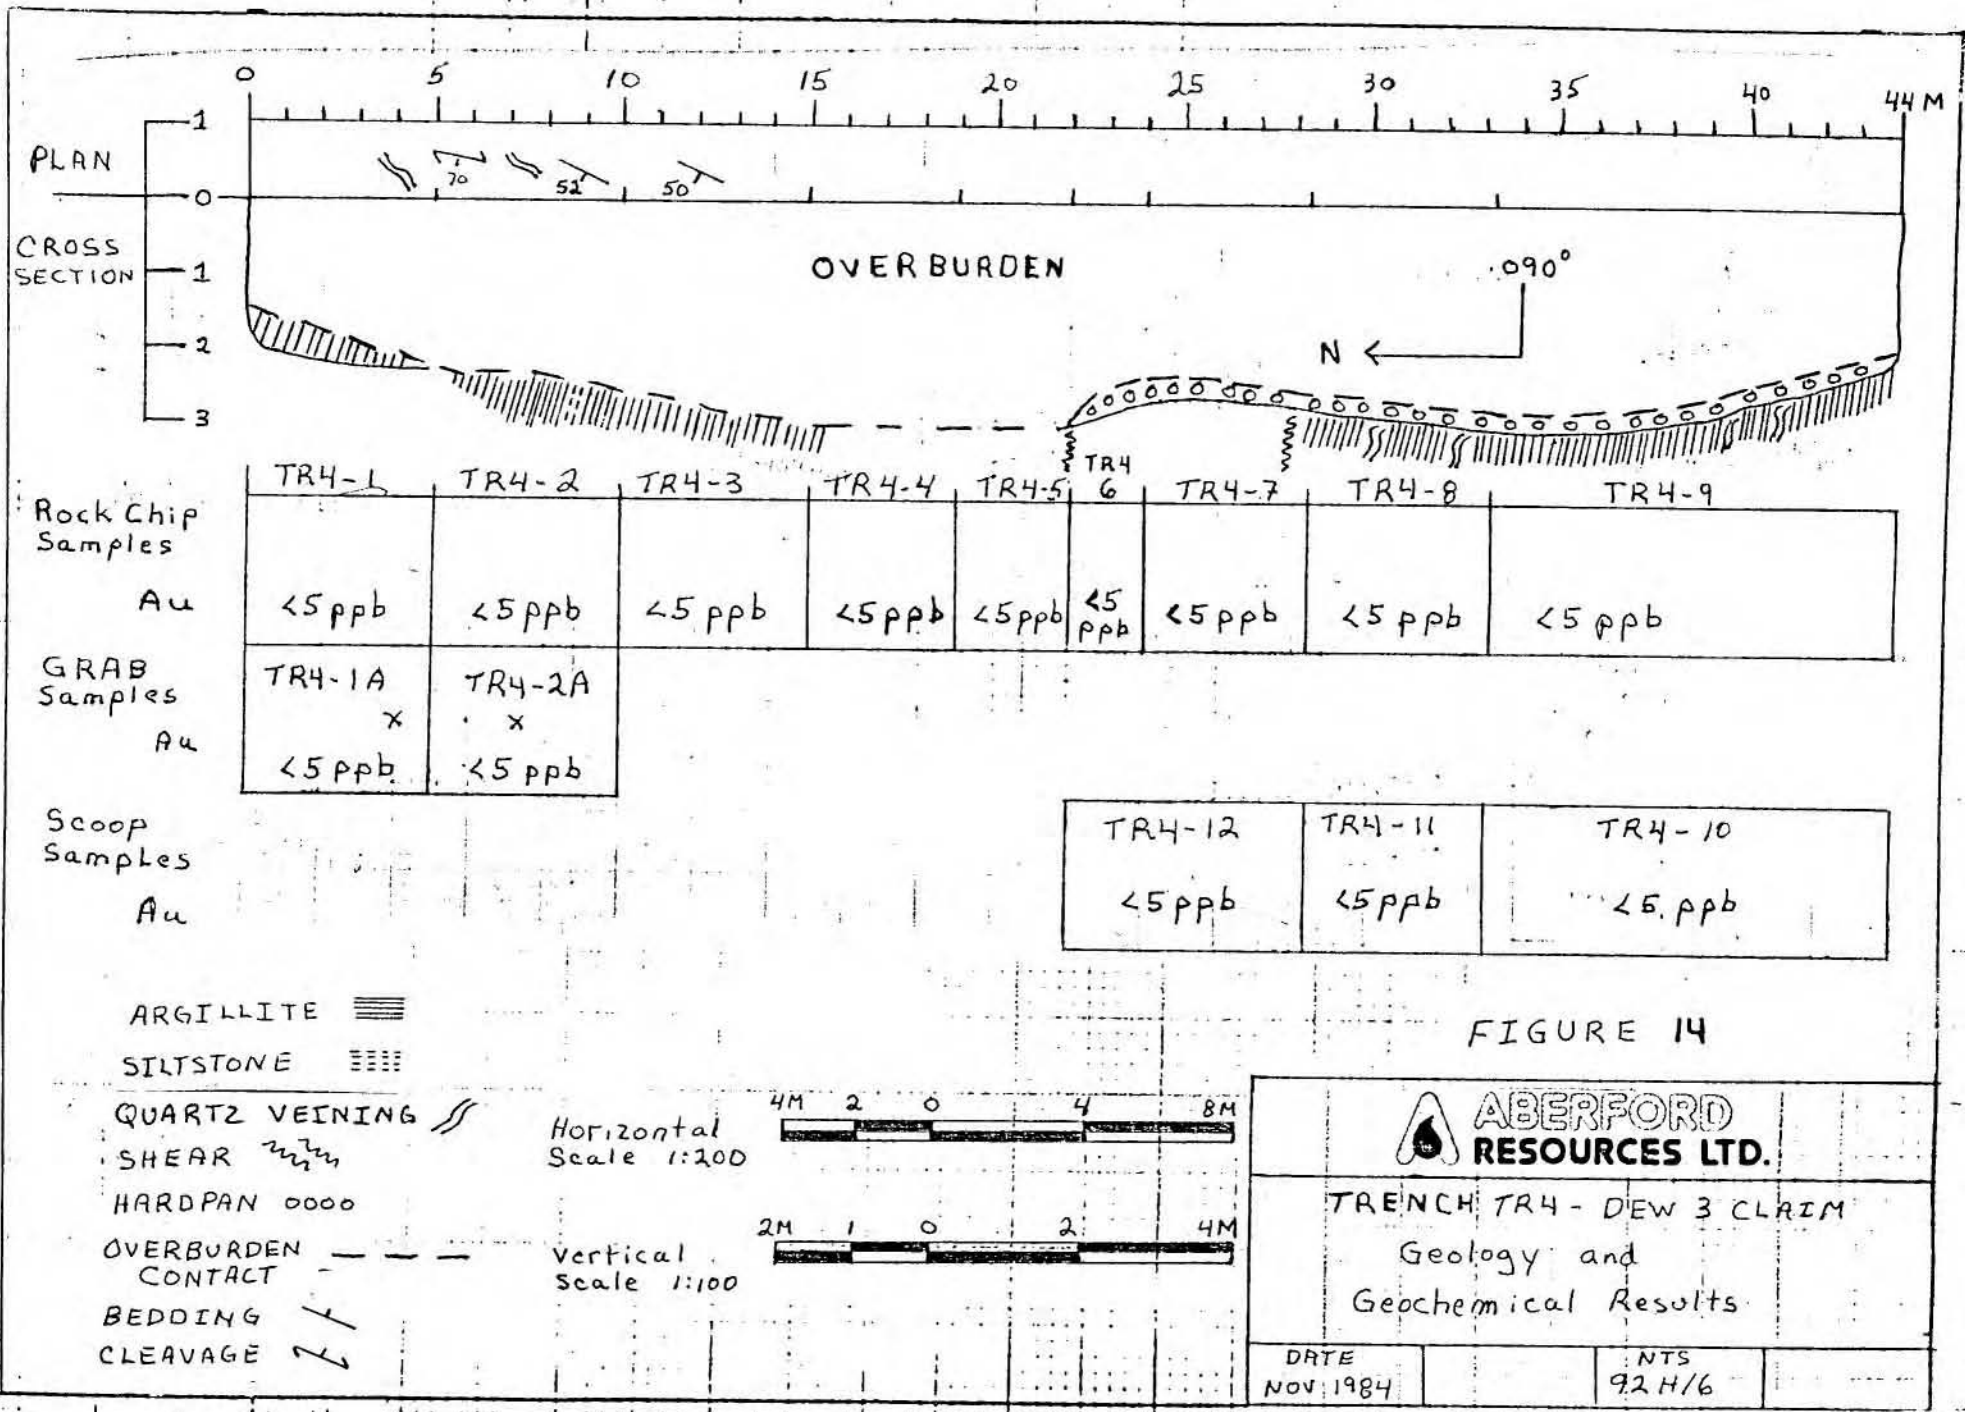 0 5 10 15 20 25 30 35 40 44 M
1
PLAN
70 52 50
0
CROSS
SECTION
1
OVERBURDEN
.090°
2
N
3
TR4-1 TR4-2 TR4-3 TR4-4 TR4-5 TR4 6 TR4-7 TR4-8 TR4-9
Rock Chip
Samples
Au <5 ppb <5 ppb <5 ppb <5 ppb <5 ppb <5 ppb <5 ppb <5 ppb <5 ppb
GRAB
Samples
TR4-1A TR4-2A
x x
Au
<5 ppb <5 ppb
Scoop
Samples
TR4-12 TR4-11 TR4-10
Au <5 ppb <5 ppb <5. ppb
ARGILLITE
SILTSTONE
FIGURE 14
QUARTZ VEINING
SHEAR
HARDPAN 0000
OVERBURDEN
CONTACT
BEDDING
CLEAVAGE
4M 2 0 4 8M
Horizontal
Scale 1:200
2M 1 0 2 4M
Vertical
Scale 1:100
ABERFORD
RESOURCES LTD.
TRENCH TR4 - DEW 3 CLAIM
Geology and
Geochemical Results
DATE
NOV 1984
NTS
92 H/6